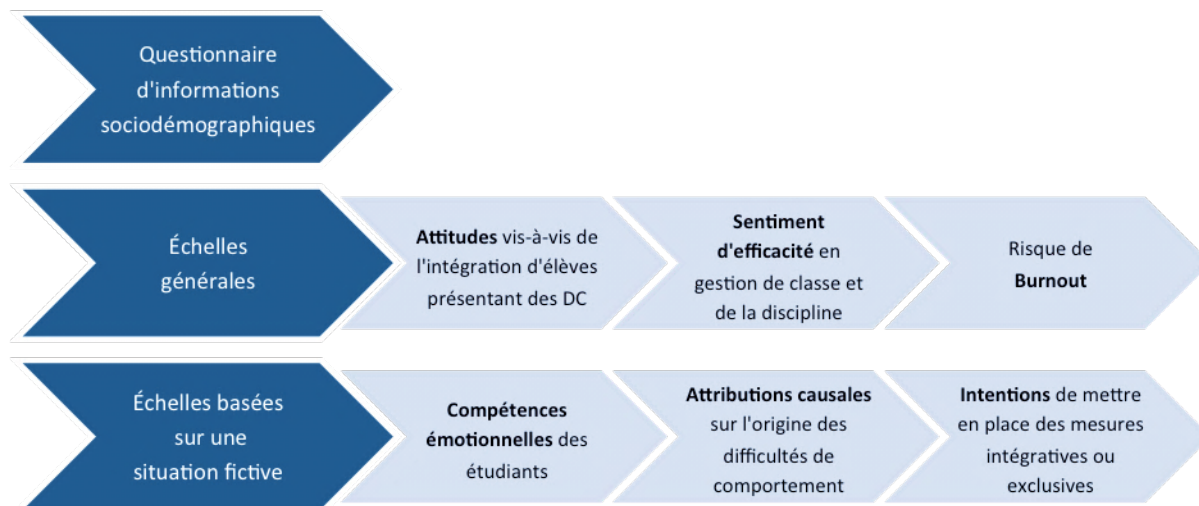 Questionnaire
d'informations
sociodémographiques
Échelles
générales
Attitudes vis-à-vis de
l'intégration d'élèves
présentant des DC
Sentiment
d'efficacité en
gestion de classe et
de la discipline
Risque de
Burnout
Échelles basées
sur une
situation fictive
Compétences
émotionnelles des
étudiants
Attributions causales
sur l'origine des
difficultés de
comportement
Intentions de mettre
en place des mesures
intégratives ou
exclusives